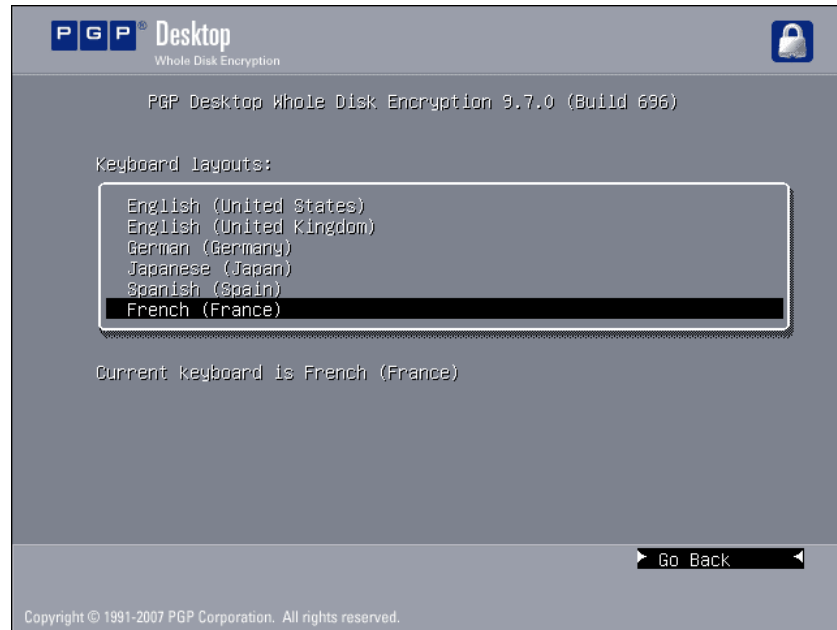 PGP® Desktop
Whole Disk Encryption
PGP Desktop Whole Disk Encryption 9.7.0 (Build 696)
Keyboard layouts:
English (United States)
English (United Kingdom)
German (Germany)
Japanese (Japan)
Spanish (Spain)
French (France)
Current keyboard is French (France)
Go Back
Copyright © 1991-2007 PGP Corporation. All rights reserved.